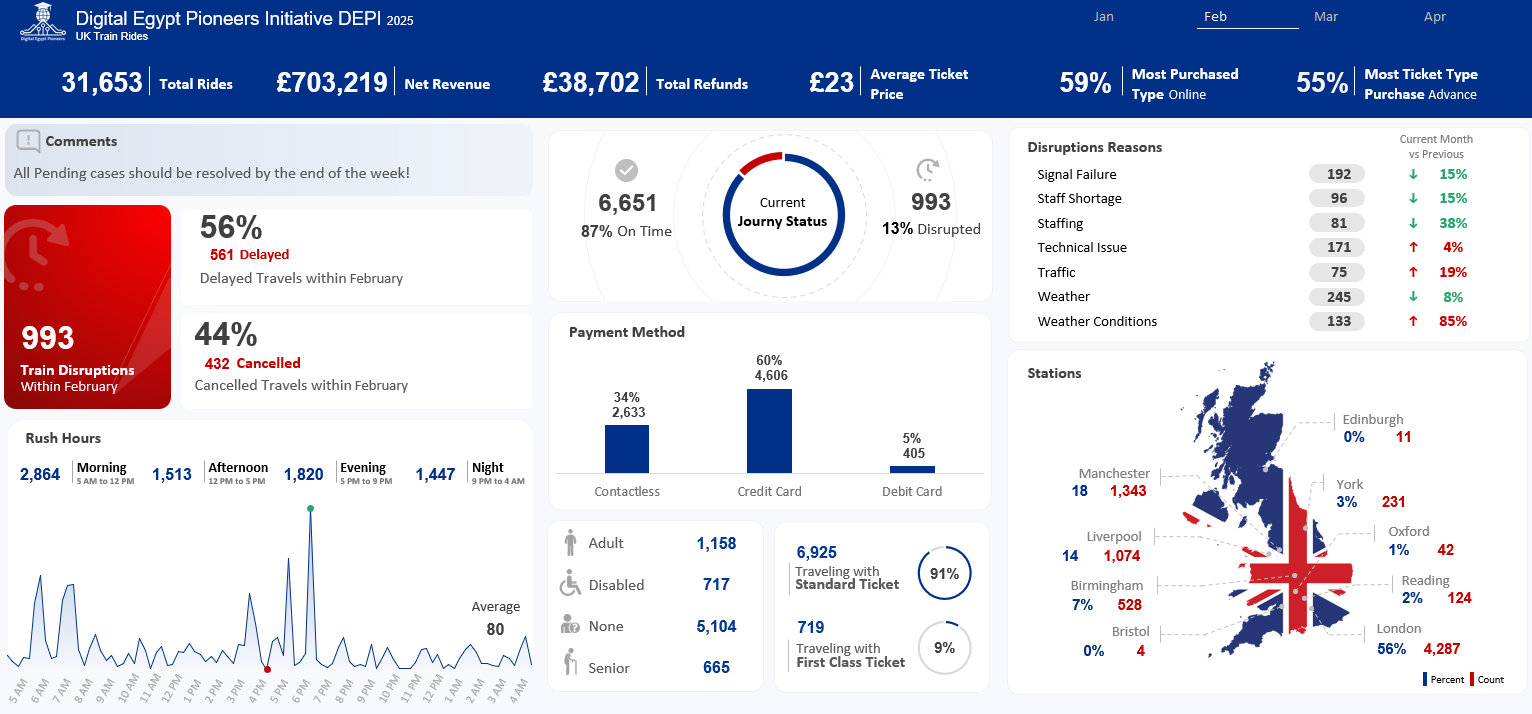 Digital Egypt Pioneers Initiative DEPI 2025
UK Train Rides
Digital Egypt Pioneers
Jan
Feb
Mar
Apr
31,653 Total Rides
£703,219 Net Revenue
£38,702 Total Refunds
£23 Average Ticket
Price
59% Most Purchased
Type Online
55% Most Ticket Type
Purchase Advance
Comments
All Pending cases should be resolved by the end of the week!
993
Train Disruptions
Within February
56%
561 Delayed
Delayed Travels within February
44%
432 Cancelled
Cancelled Travels within February
Rush Hours
2,864 Morning
5 AM to 12 PM
1,513 Afternoon
12 PM to 5 PM
1,820 Evening
5 PM to 9 PM
1,447 Night
9 PM to 4 AM
Average
80
5 AM
6 AM
7 AM
8 AM
9 AM
10 AM
11 AM
12 PM
1 PM
2 PM
3 PM
4 PM
5 PM
6 PM
7 PM
8 PM
9 PM
10 PM
11 PM
12 PM
1 AM
2 AM
3 AM
4 AM
6,651
87% On Time
Current
Journy Status
993
13% Disrupted
Payment Method
34%
2,633
60%
4,606
5%
405
Contactless
Credit Card
Debit Card
Adult 1,158
Disabled 717
None 5,104
Senior 665
6,925
Traveling with
Standard Ticket
91%
719
Traveling with
First Class Ticket
9%
Disruptions Reasons
Current Month
vs Previous
Signal Failure 192 ↓ 15%
Staff Shortage 96 ↓ 15%
Staffing 81 ↓ 38%
Technical Issue 171 ↑ 4%
Traffic 75 ↑ 19%
Weather 245 ↓ 8%
Weather Conditions 133 ↑ 85%
Stations
Edinburgh
0% 11
Manchester
18 1,343
York
3% 231
Liverpool
14 1,074
Oxford
1% 42
Birmingham
7% 528
Reading
2% 124
Bristol
0% 4
London
56% 4,287
Percent
Count